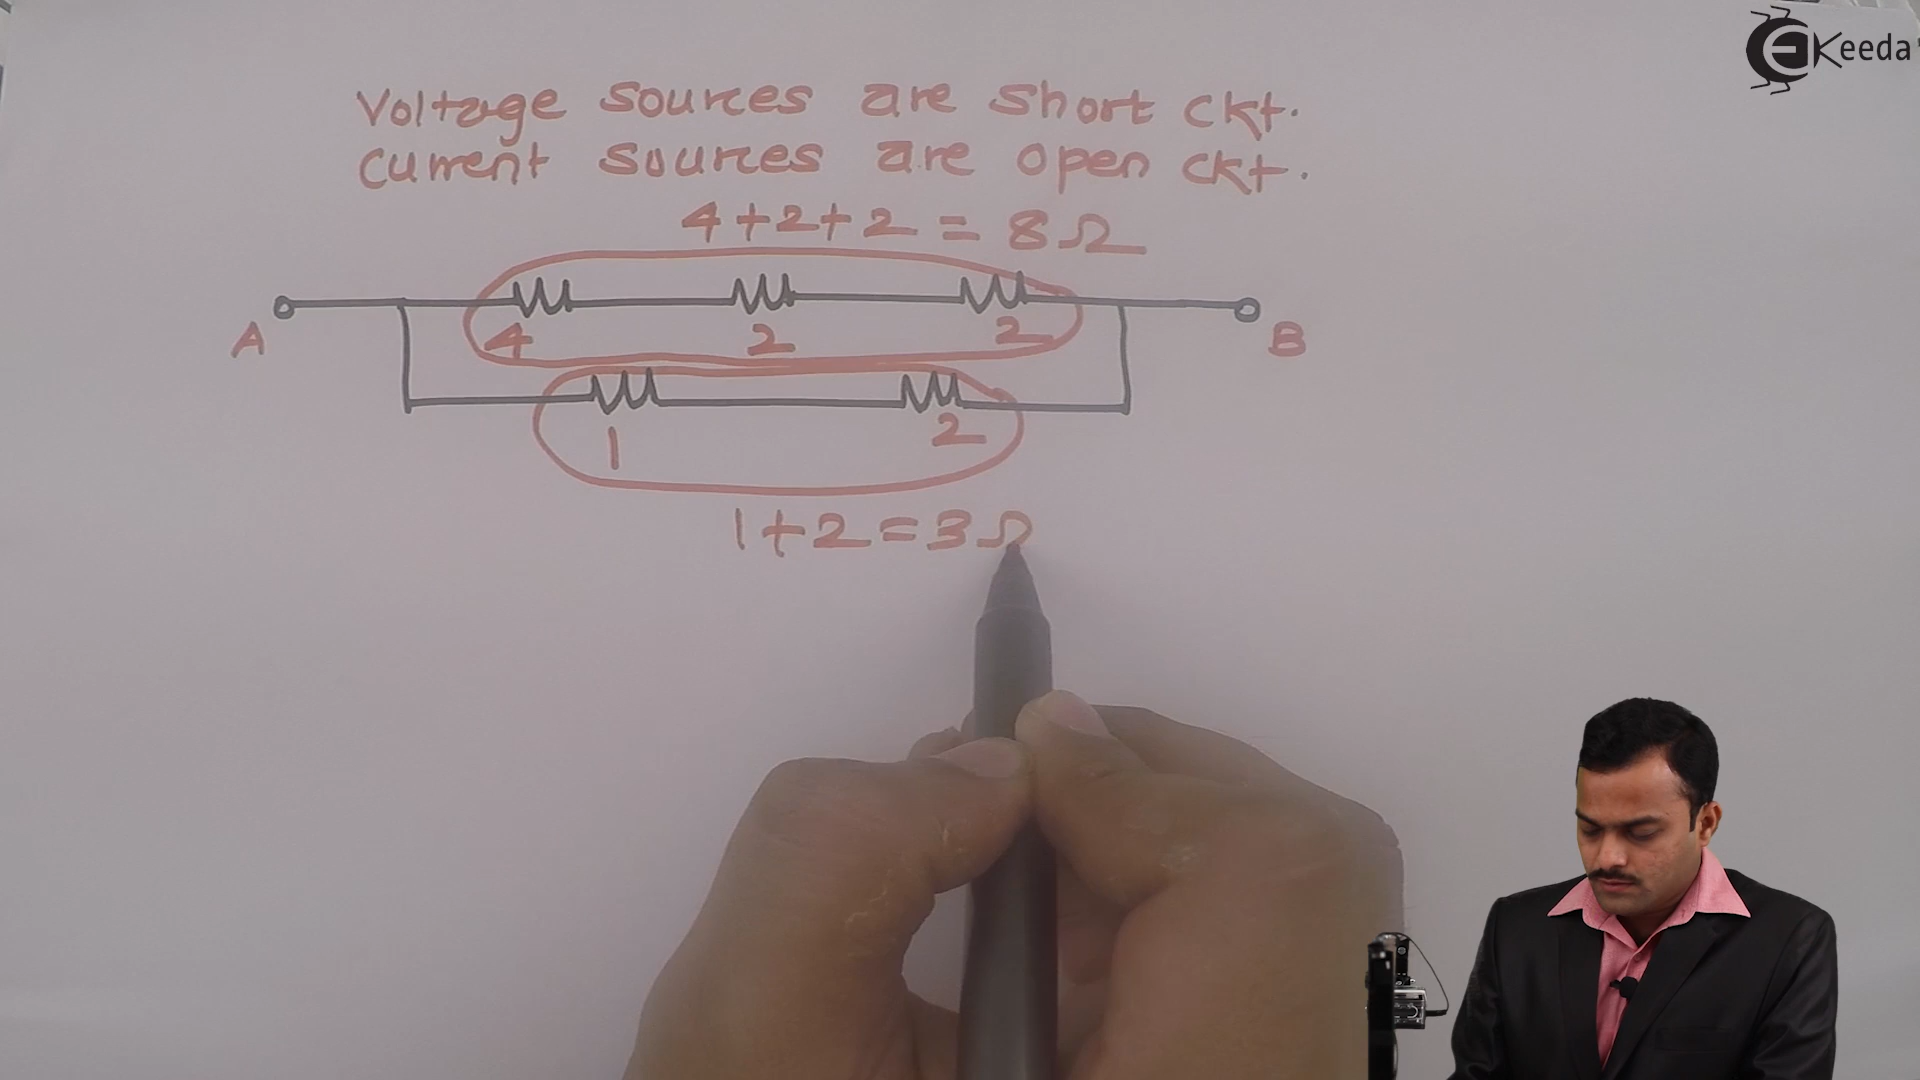 eKeeda
Voltage sources are short ckt.
Current sources are open ckt.
4+2+2 = 8Ω
A 4 2 2 B
1 2
1+2=3Ω